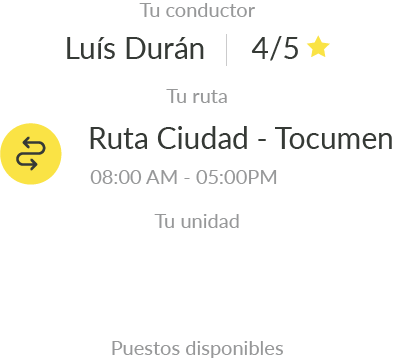 Tu conductor
Luís Durán | 4/5
Tu ruta
Ruta Ciudad - Tocumen
08:00 AM - 05:00PM
Tu unidad
Puestos disponibles